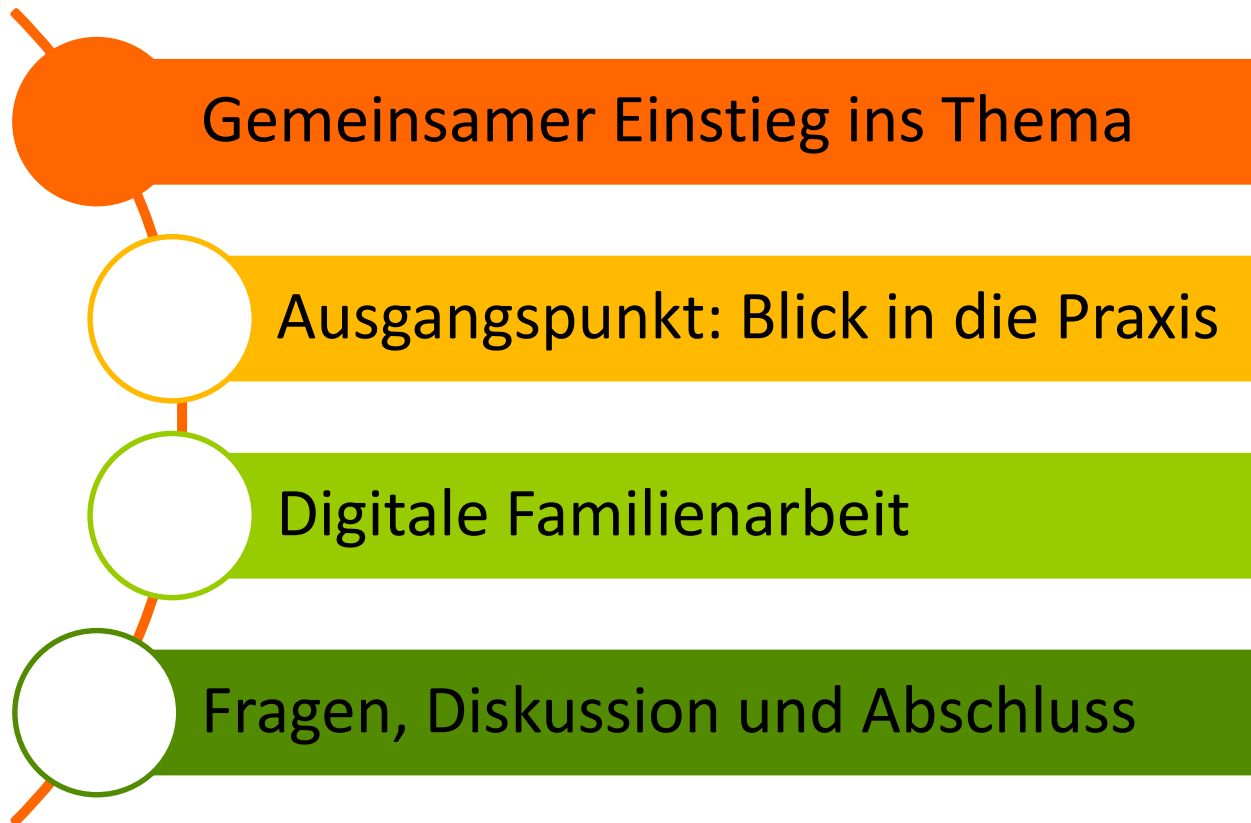 Gemeinsamer Einstieg ins Thema
Ausgangspunkt: Blick in die Praxis
Digitale Familienarbeit
Fragen, Diskussion und Abschluss